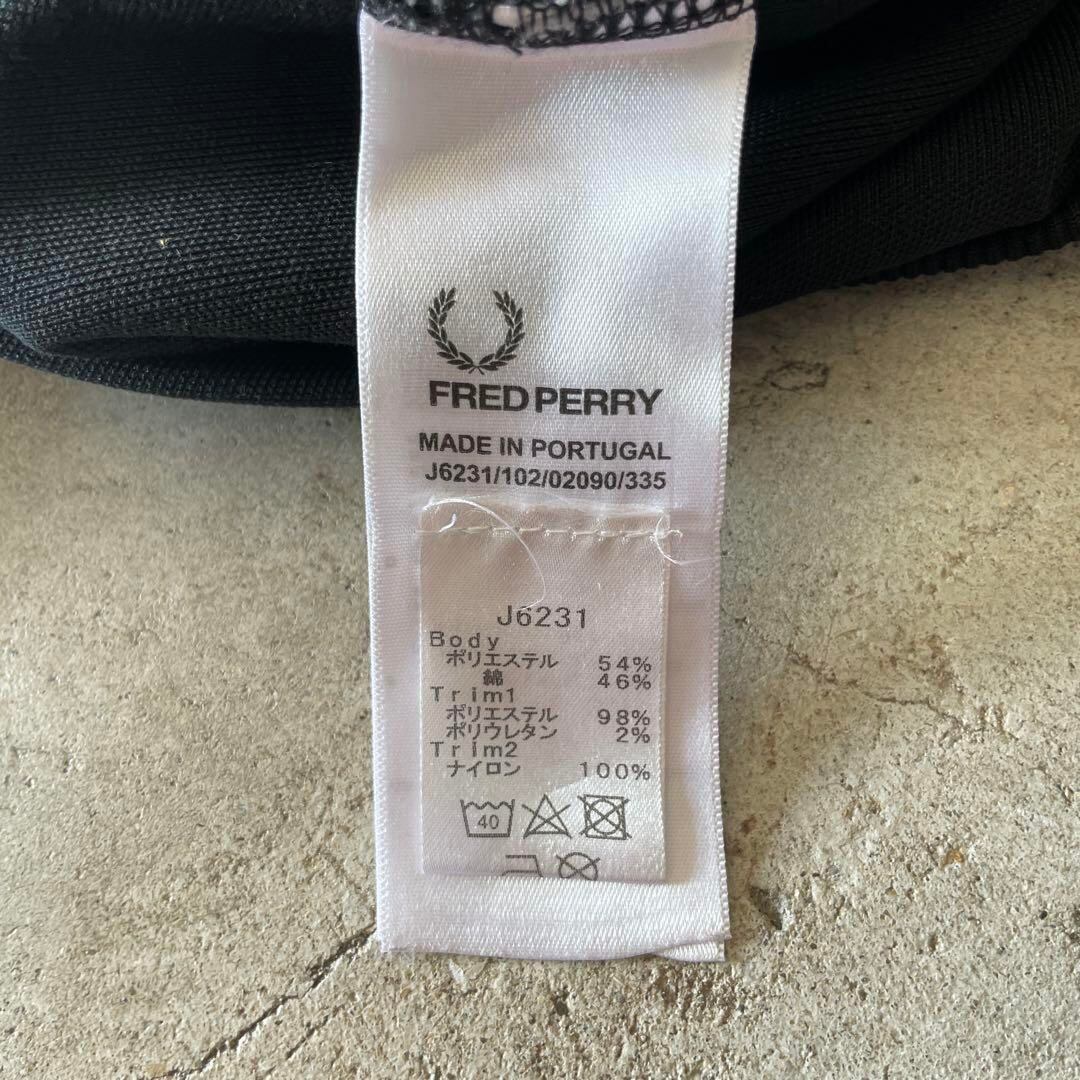 FRED PERRY
MADE IN PORTUGAL
J6231/102/02090/335
J6231
Body
ポリエステル 54%
綿 46%
Trim1
ポリエステル 98%
ポリウレタン 2%
Trim2
ナイロン 100%
40